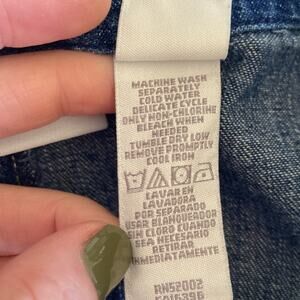 MACHINE WASH
SEPARATELY
COLD WATER
DELICATE CYCLE
ONLY NON-CHLORINE
BLEACH WHEN
NEEDED
TUMBLE DRY LOW
REMOVE PROMPTLY
COOL IRON
LAVAR EN
LAVADORA
POR SEPARADO
USAR BLANQUEADOR
SIN CLORO CUANDO
SEA NECESARIO
RETIRAR
INMEDIATAMENTE
RN52002
CA16396